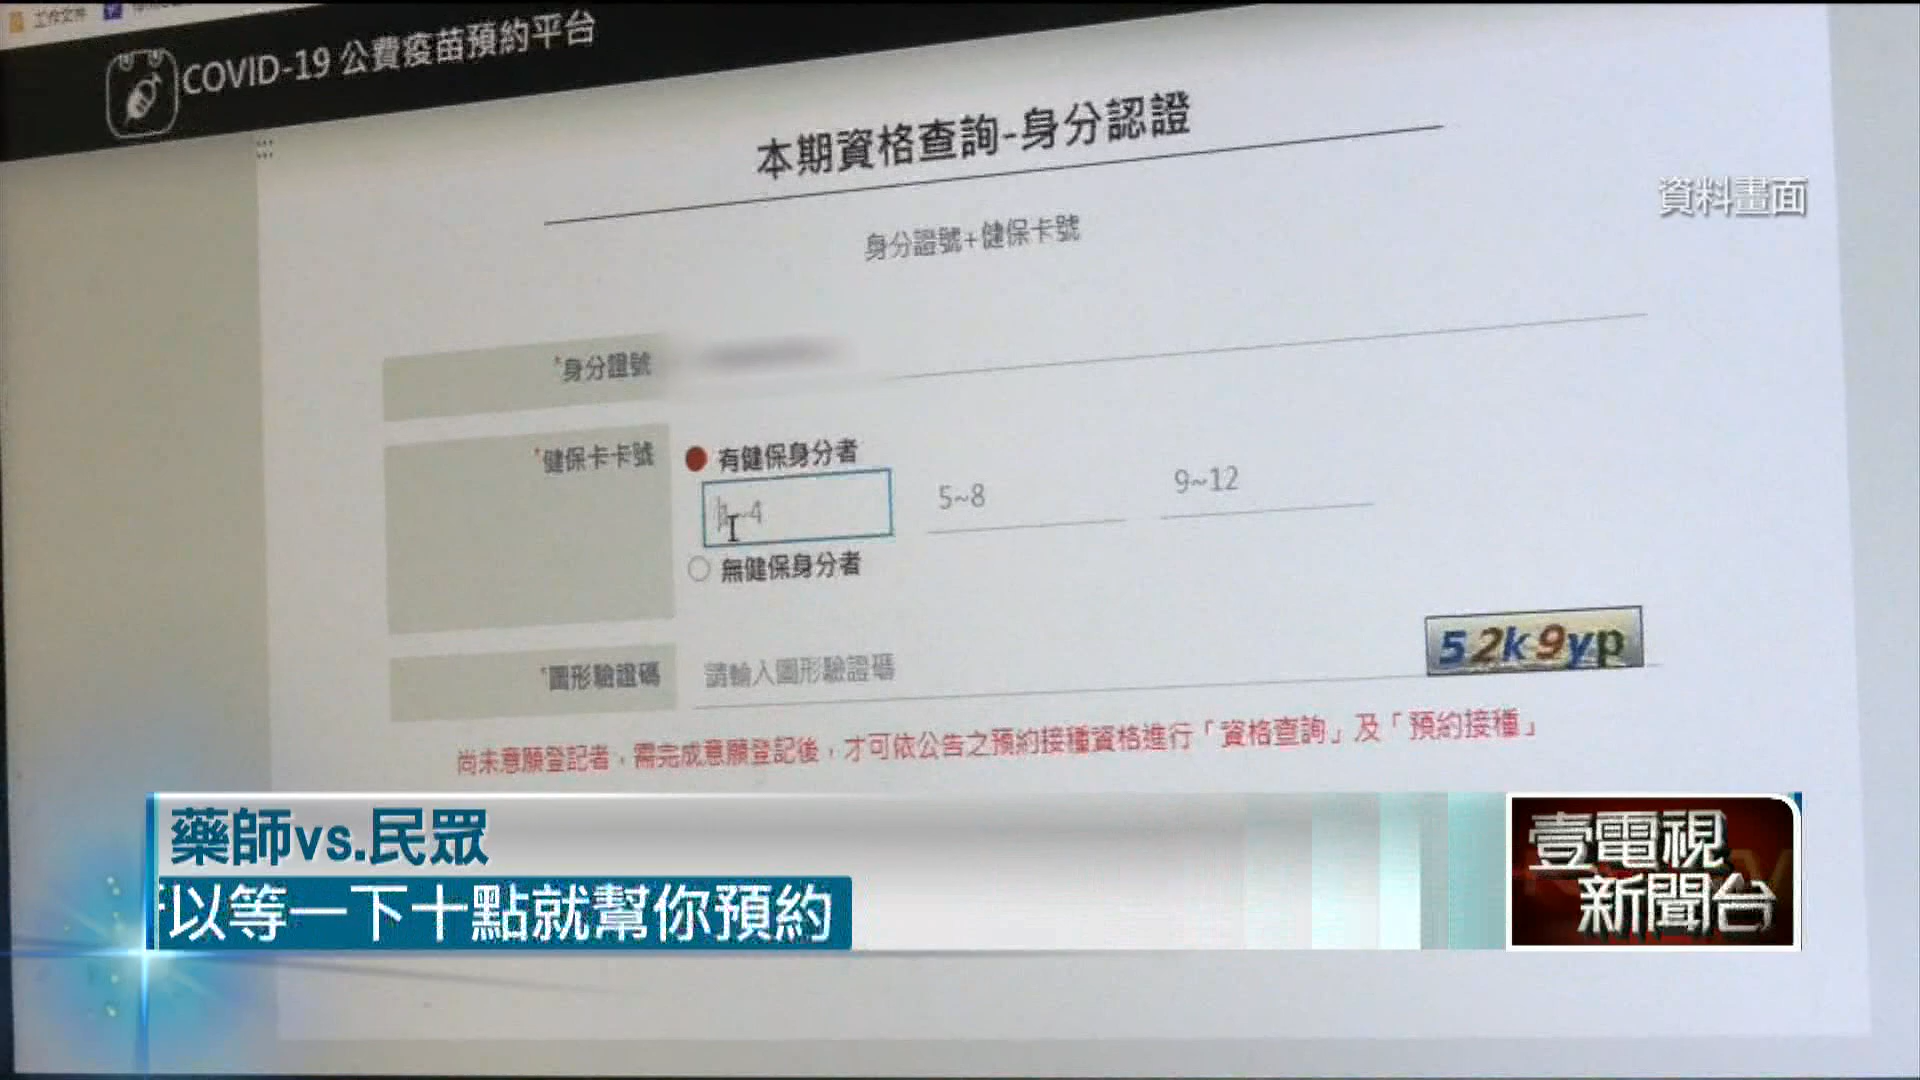 COVID-19 公費疫苗預約平台
本期資格查詢-身分認證
資料畫面
身分證號+健保卡號
*身分證號
*健保卡卡號
有健保身分者
5~8
9~12
無健保身分者
*圖形驗證碼
請輸入圖形驗證碼
52k9yp
尚未意願登記者，需完成意願登記後，才可依公告之預約接種資格進行「資格查詢」及「預約接種」
藥師vs.民眾
以等一下十點就幫你預約
壹電視
新聞台